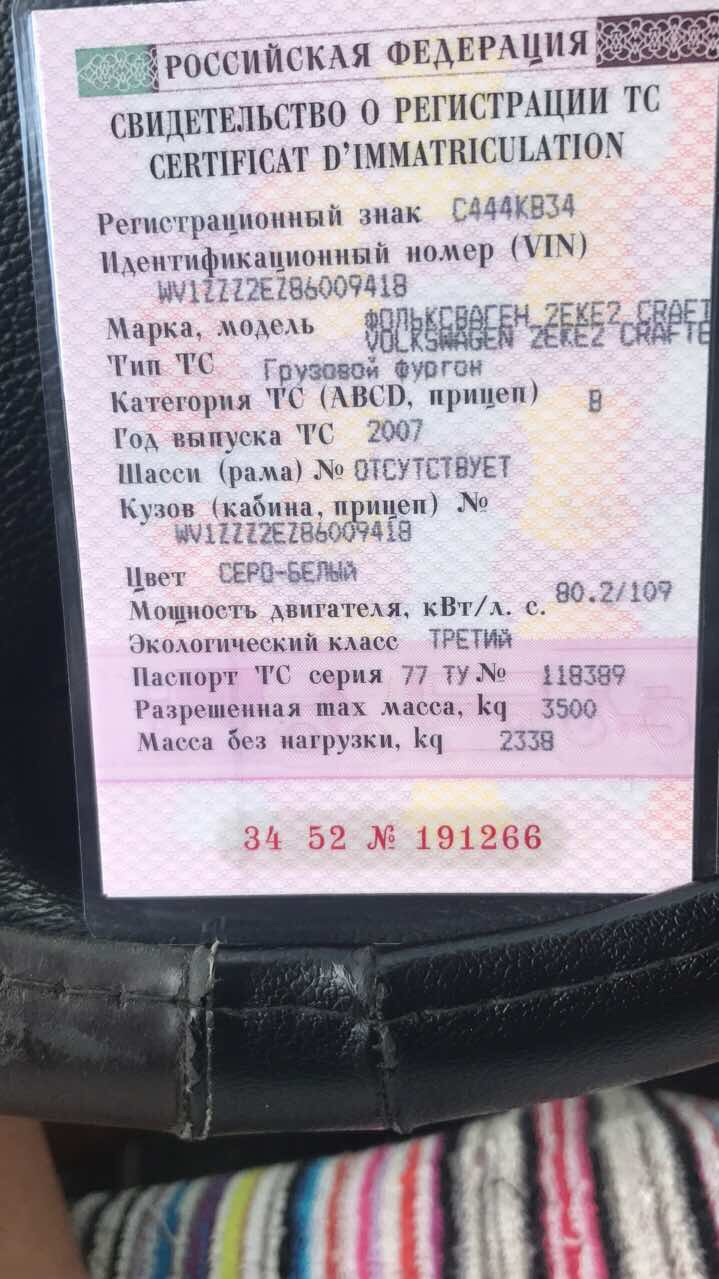 РОССИЙСКАЯ ФЕДЕРАЦИЯ
СВИДЕТЕЛЬСТВО О РЕГИСТРАЦИИ ТС
CERTIFICAT D'IMMATRICULATION
Регистрационный знак С444КВ34
Идентификационный номер (VIN)
WV1ZZZ2EZ86009418
Марка, модель ФОЛЬКСВАГЕН 2EKE2 CRAFT
VOLKSWAGEN 2EKE2 CRAFTE
Тип ТС Грузовой фургон
Категория ТС (ABCD, прицеп) B
Год выпуска ТС 2007
Шасси (рама) № ОТСУТСТВУЕТ
Кузов (кабина, прицеп) №
WV1ZZZ2EZ86009418
Цвет СЕРО-БЕЛЫЙ
Мощность двигателя, кВт/л. с. 80.2/109
Экологический класс ТРЕТИЙ
Паспорт ТС серия 77 ТУ № 118389
Разрешенная max масса, kg 3500
Масса без нагрузки, kg 2338
34 52 № 191266